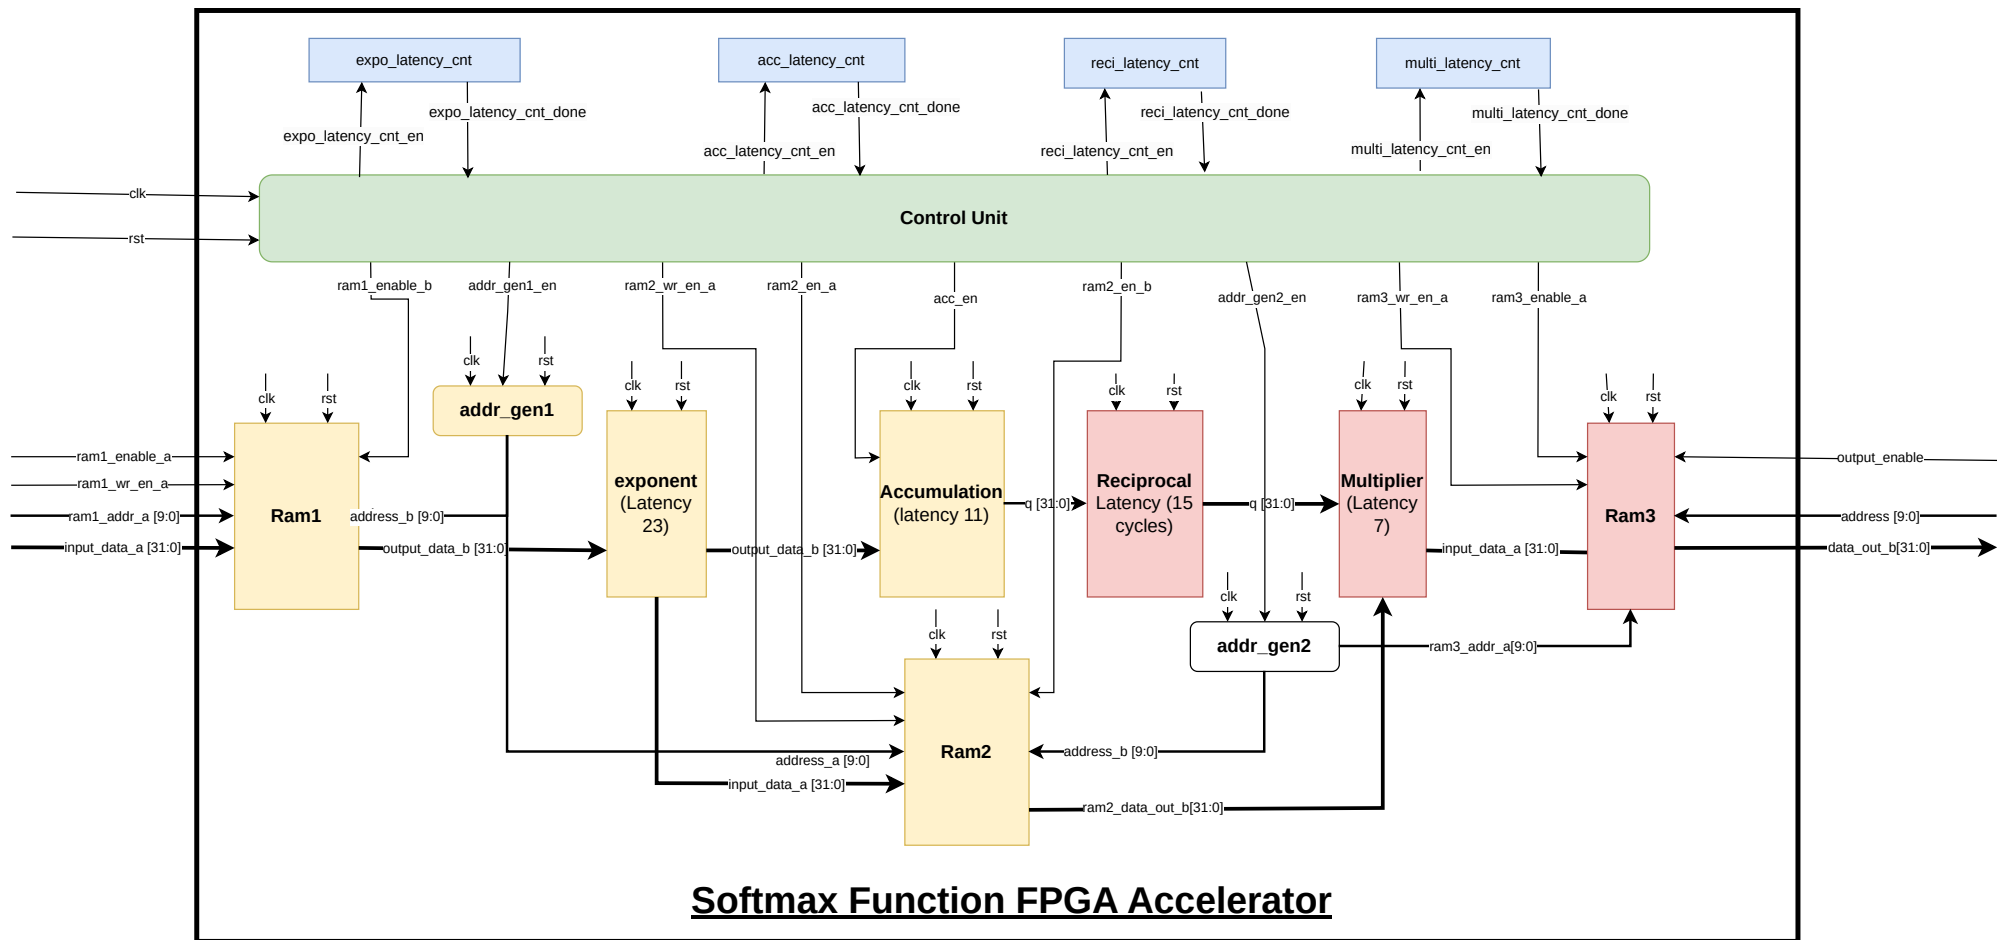 expo_latency_cnt
acc_latency_cnt
reci_latency_cnt
multi_latency_cnt
expo_latency_cnt_en
expo_latency_cnt_done
acc_latency_cnt_en
acc_latency_cnt_done
reci_latency_cnt_en
reci_latency_cnt_done
multi_latency_cnt_en
multi_latency_cnt_done
clk
rst
Control Unit
ram1_enable_b
addr_gen1_en
ram2_wr_en_a
ram2_en_a
acc_en
ram2_en_b
addr_gen2_en
ram3_wr_en_a
ram3_enable_a
clk
rst
addr_gen1
clk
rst
Ram1
ram1_enable_a
ram1_wr_en_a
ram1_addr_a [9:0]
input_data_a [31:0]
address_b [9:0]
output_data_b [31:0]
clk
rst
exponent
(Latency
23)
output_data_b [31:0]
clk
rst
Accumulation
(latency 11)
q [31:0]
clk
rst
Reciprocal
Latency (15
cycles)
q [31:0]
clk
rst
Multiplier
(Latency
7)
input_data_a [31:0]
clk
rst
Ram3
output_enable
address [9:0]
data_out_b[31:0]
clk
rst
addr_gen2
ram3_addr_a[9:0]
clk
rst
Ram2
address_a [9:0]
input_data_a [31:0]
address_b [9:0]
ram2_data_out_b[31:0]
Softmax Function FPGA Accelerator